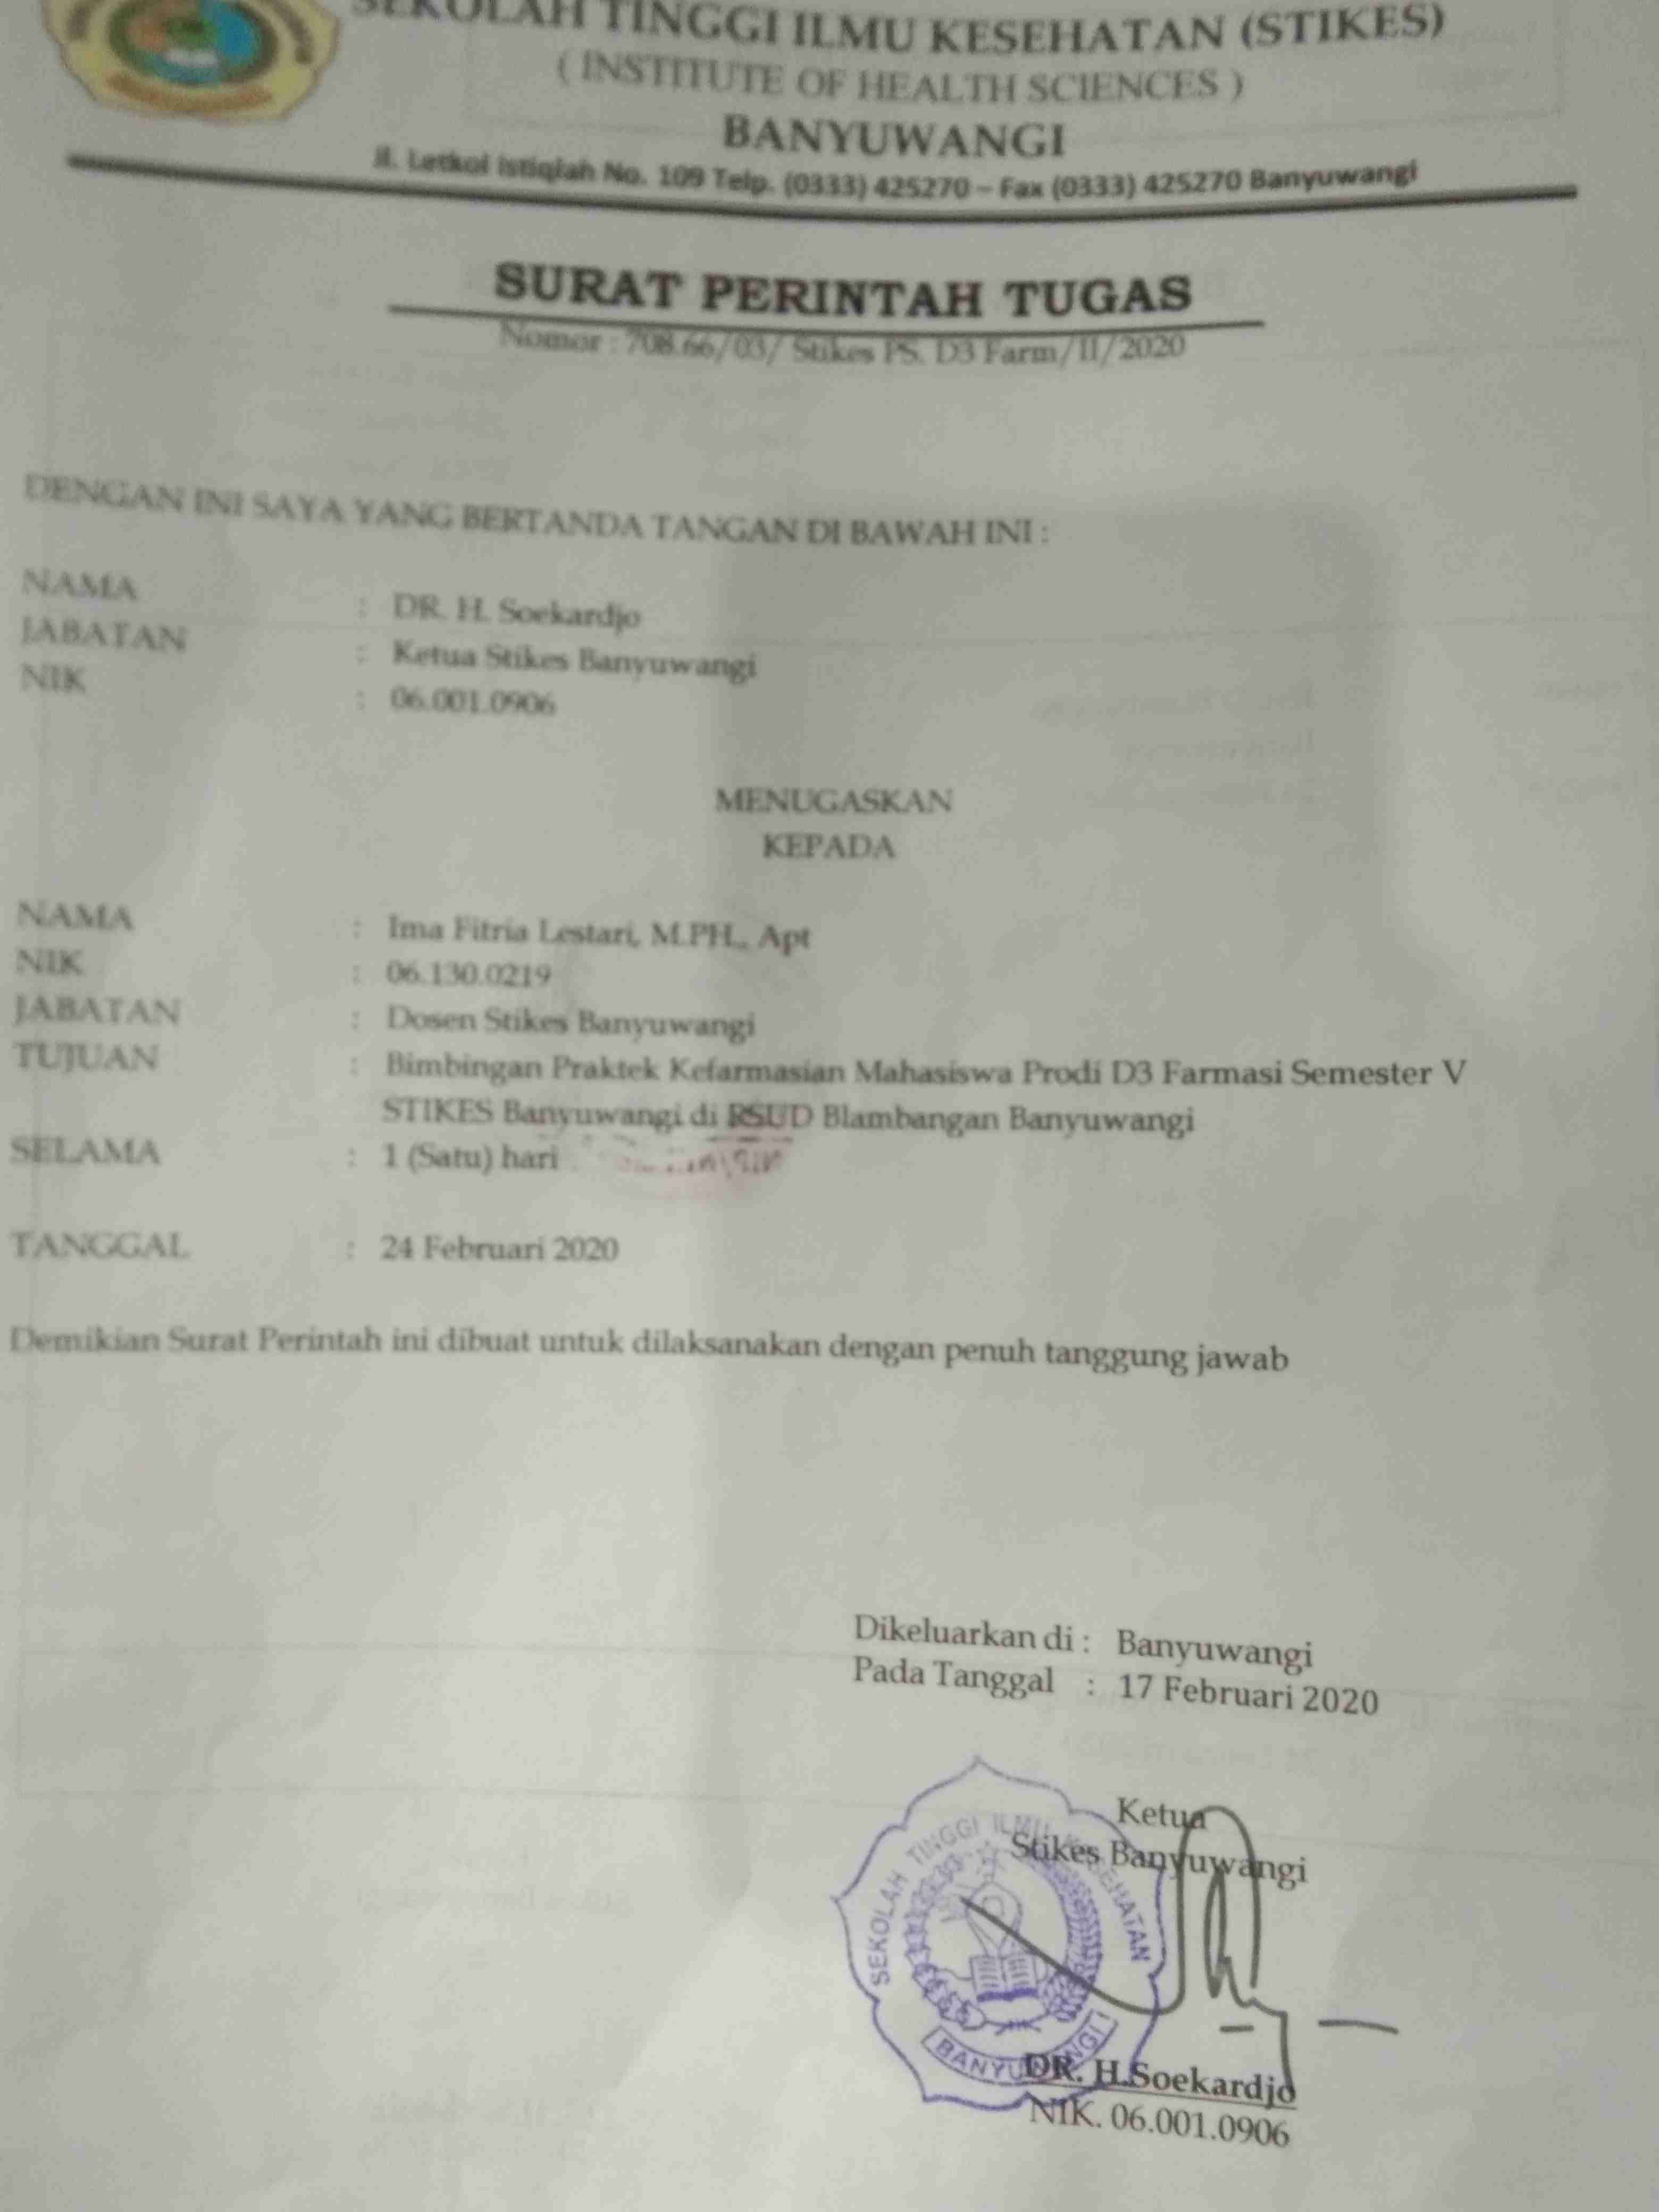 SEKOLAH TINGGI ILMU KESEHATAN (STIKES)
( INSTITUTE OF HEALTH SCIENCES )
BANYUWANGI
Jl. Letkol Istiqlah No. 109 Telp. (0333) 425270 – Fax (0333) 425270 Banyuwangi
SURAT PERINTAH TUGAS
Nomor : 708.66/03/ Stikes PS. D3 Farm/II/2020
DENGAN INI SAYA YANG BERTANDA TANGAN DI BAWAH INI :
NAMA : DR. H. Soekardjo
JABATAN : Ketua Stikes Banyuwangi
NIK : 06.001.0906
MENUGASKAN
KEPADA
NAMA : Ima Fitria Lestari, M.PH., Apt
NIK : 06.130.0219
JABATAN : Dosen Stikes Banyuwangi
TUJUAN : Bimbingan Praktek Kefarmasian Mahasiswa Prodi D3 Farmasi Semester V
STIKES Banyuwangi di RSUD Blambangan Banyuwangi
SELAMA : 1 (Satu) hari
TANGGAL : 24 Februari 2020
Demikian Surat Perintah ini dibuat untuk dilaksanakan dengan penuh tanggung jawab
Dikeluarkan di : Banyuwangi
Pada Tanggal : 17 Februari 2020
Ketua
Stikes Banyuwangi
SEKOLAH TINGGI ILMU KESEHATAN
BANYUWANGI
DR. H.Soekardjo
NIK. 06.001.0906